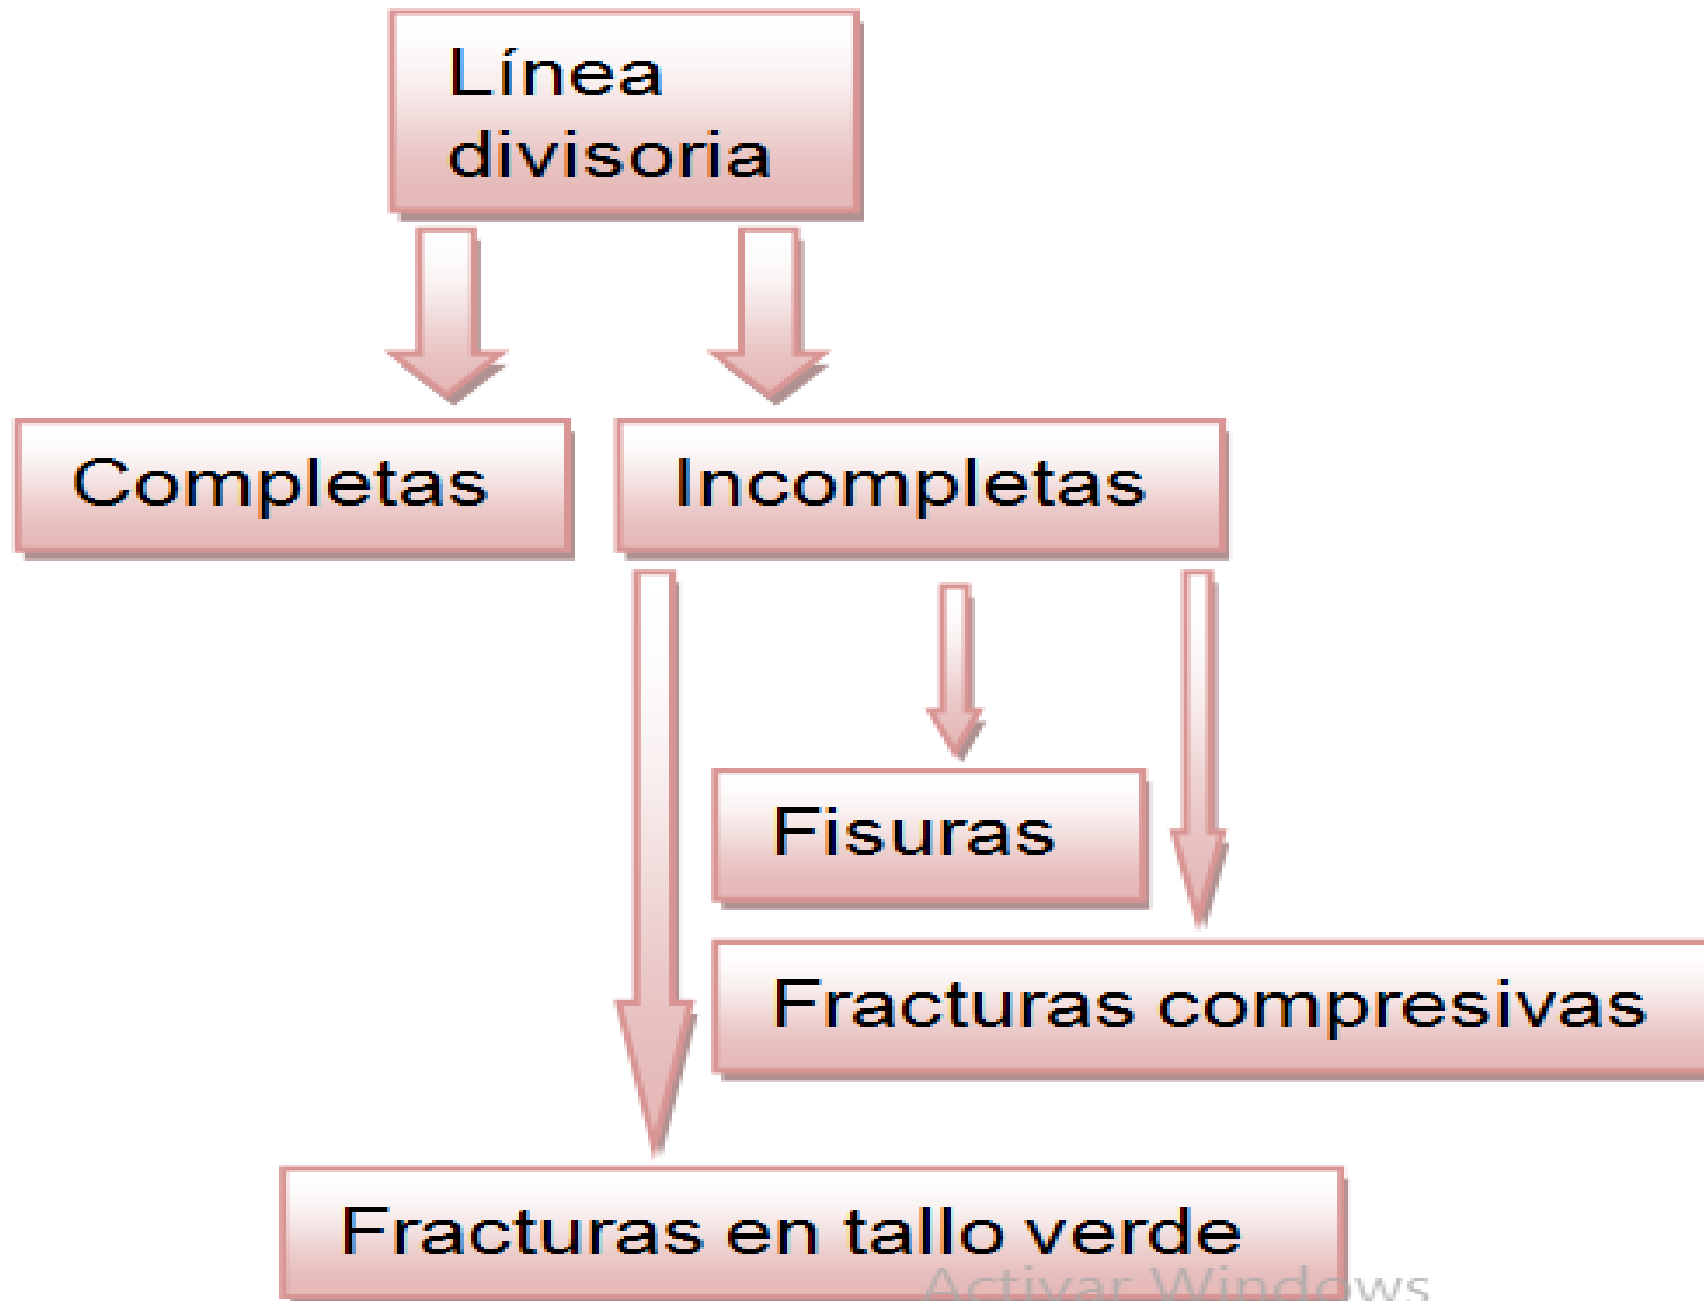 Línea
divisoria
Completas
Incompletas
Fisuras
Fracturas compresivas
Fracturas en tallo verde
Activar Windows